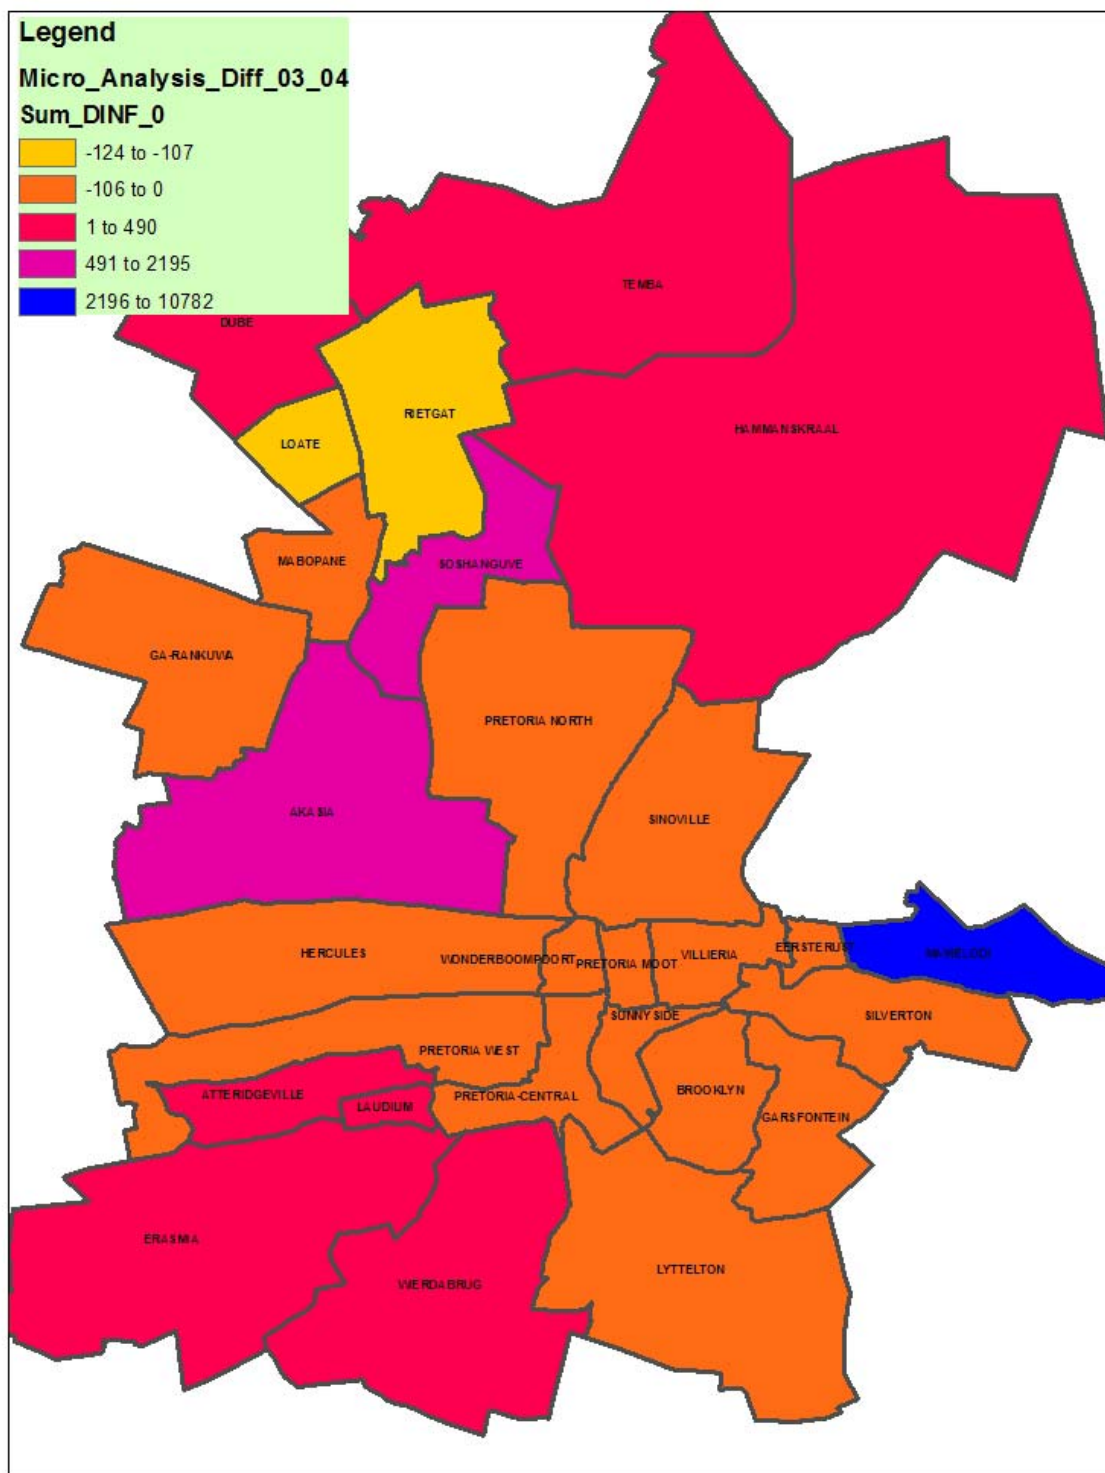 Legend
Micro_Analysis_Diff_03_04
Sum_DINF_0
-124 to -107
-106 to 0
1 to 490
491 to 2195
2196 to 10782
TEMBA
DUBE
RIETGAT
HAMMANSKRAAL
LOATE
MABOPANE
SOSHANGUVE
GA-RANKUWA
PRETORIA NORTH
AKASIA
SINOVILLE
HERCULES
WONDERBOOMPOORT
PRETORIA MOOT
VILLIERIA
EERSTERUST
MAMELODI
SUNNYSIDE
SILVERTON
PRETORIA WEST
ATTERIDGEVILLE
LAUDIUM
PRETORIA-CENTRAL
BROOKLYN
GARSFONTEIN
ERASMIA
LYTTELTON
WIERDABRUG